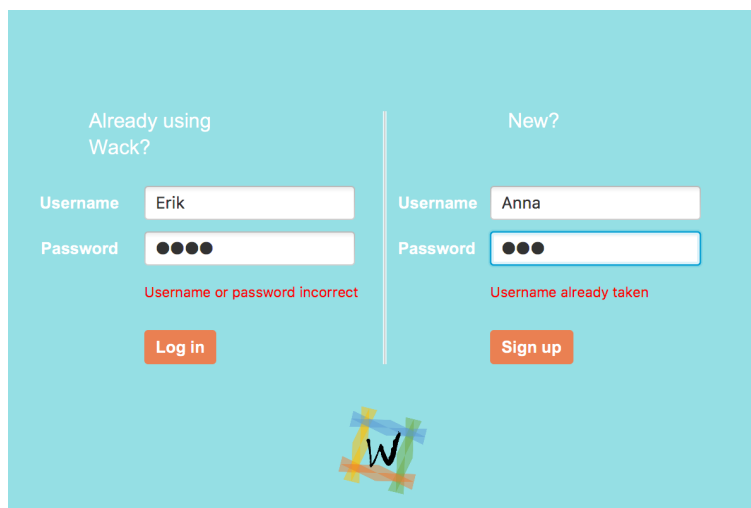 Already using
Wack?
Username Erik
Password ●●●●
Username or password incorrect
Log in
New?
Username Anna
Password ●●●
Username already taken
Sign up
W